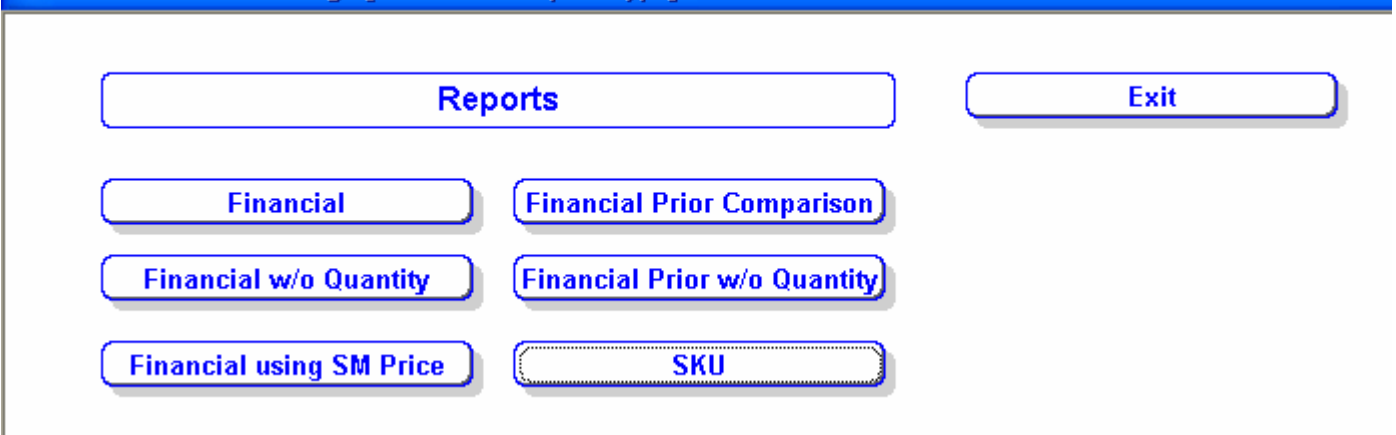 Reports
Exit
Financial
Financial Prior Comparison
Financial w/o Quantity
Financial Prior w/o Quantity
Financial using SM Price
SKU